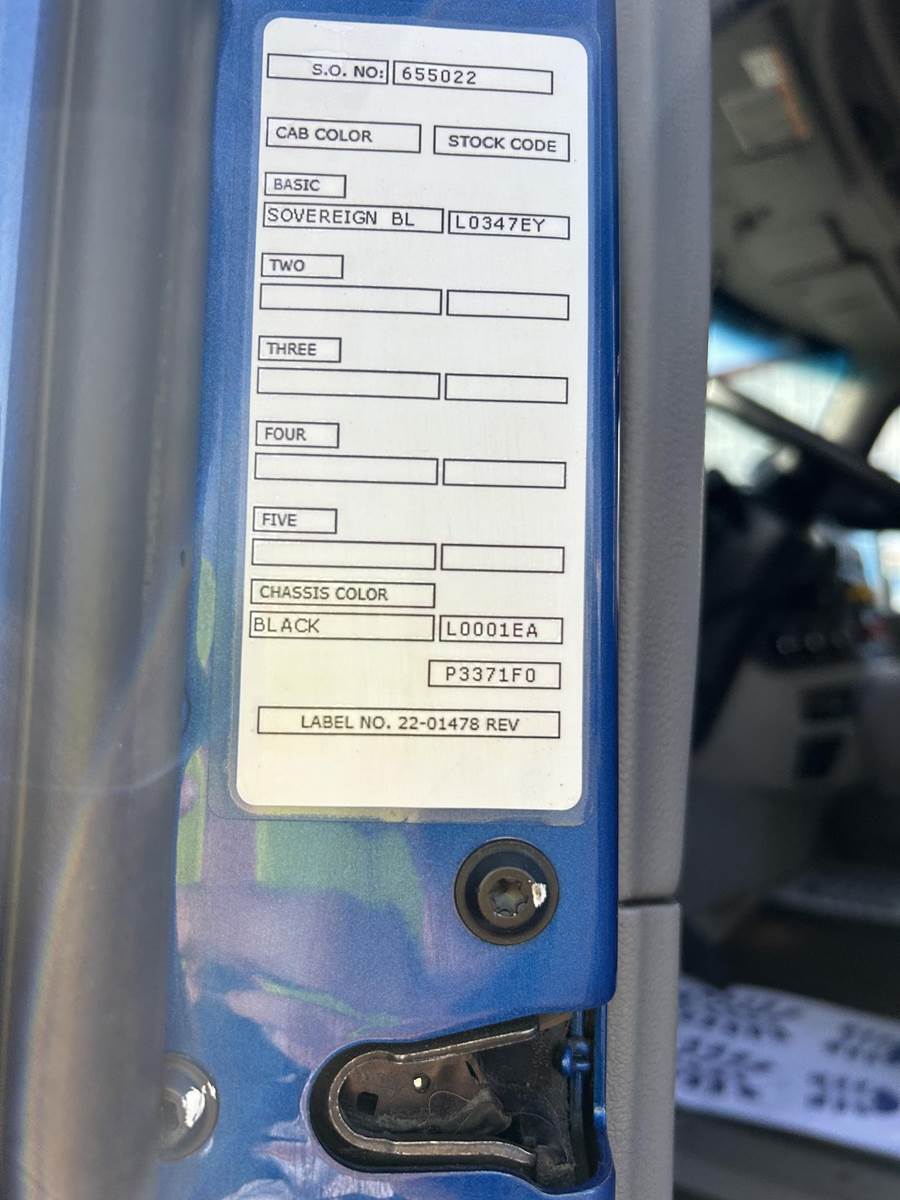 S.O. NO: 655022
CAB COLOR STOCK CODE
BASIC
SOVEREIGN BL L0347EY
TWO
THREE
FOUR
FIVE
CHASSIS COLOR
BLACK L0001EA
P3371F0
LABEL NO. 22-01478 REV